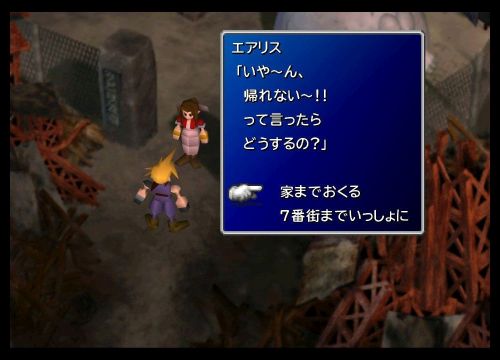 エアリス
「いや〜ん、
帰れない〜!!
って言ったら
どうするの?」
家までおくる
7番街までいっしょに